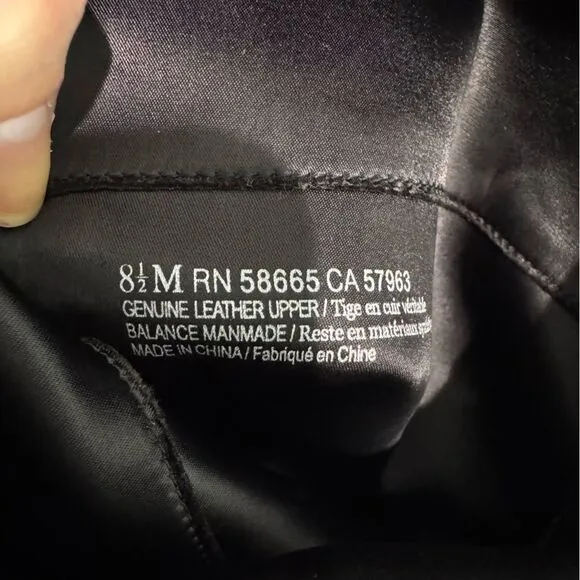 8½ M RN 58665 CA 57963
GENUINE LEATHER UPPER / Tige en cuir véritable
BALANCE MANMADE / Reste en matériaux
MADE IN CHINA / Fabriqué en Chine